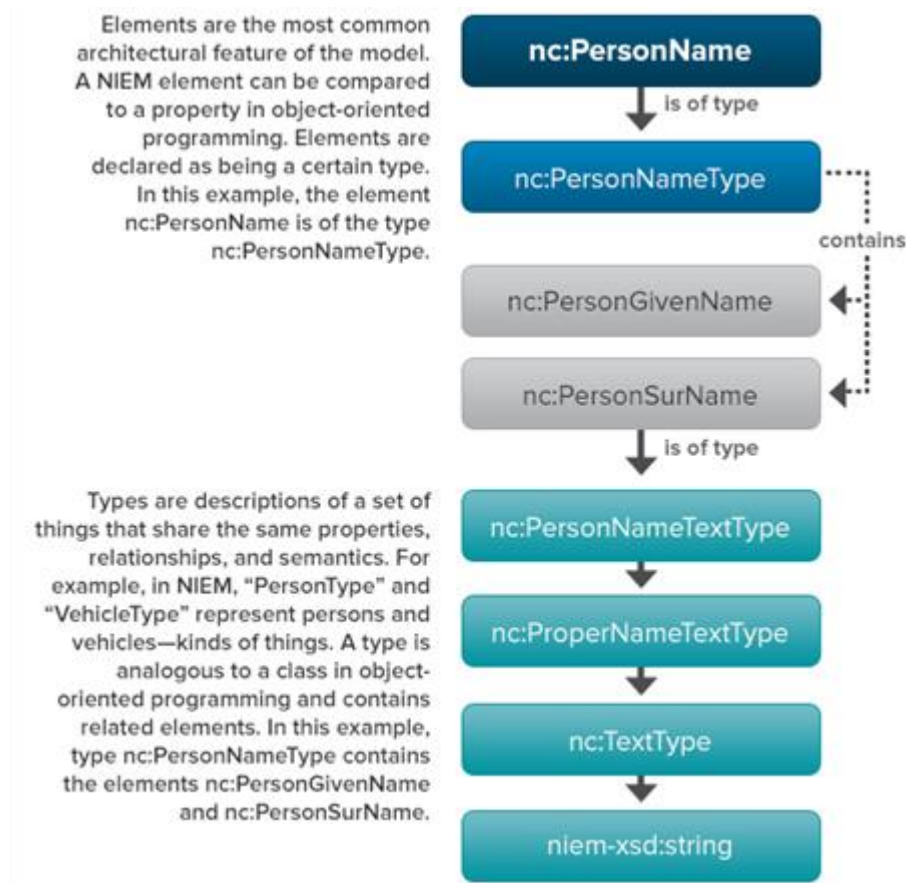 Elements are the most common
architectural feature of the model.
A NIEM element can be compared
to a property in object-oriented
programming. Elements are
declared as being a certain type.
In this example, the element
nc:PersonName is of the type
nc:PersonNameType.
nc:PersonName
is of type
nc:PersonNameType
contains
nc:PersonGivenName
nc:PersonSurName
is of type
Types are descriptions of a set of
things that share the same properties,
relationships, and semantics. For
example, in NIEM, “PersonType” and
“VehicleType” represent persons and
vehicles—kinds of things. A type is
analogous to a class in object-
oriented programming and contains
related elements. In this example,
type nc:PersonNameType contains
the elements nc:PersonGivenName
and nc:PersonSurName.
nc:PersonNameTextType
nc:ProperNameTextType
nc:TextType
niem-xsd:string